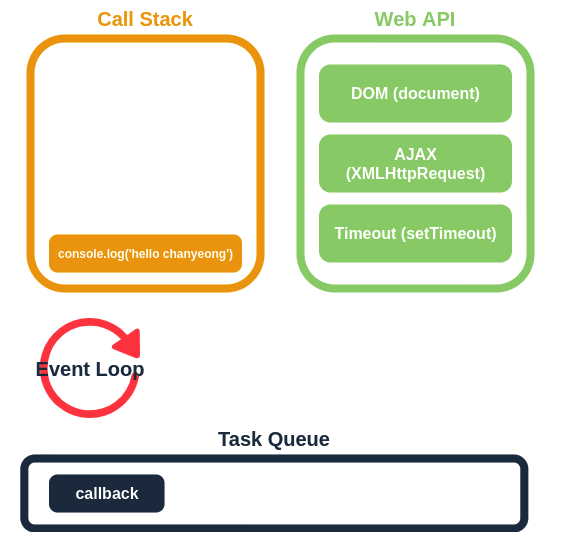 Call Stack
Web API
DOM (document)
AJAX
(XMLHttpRequest)
Timeout (setTimeout)
console.log('hello chanyeong')
Event Loop
Task Queue
callback